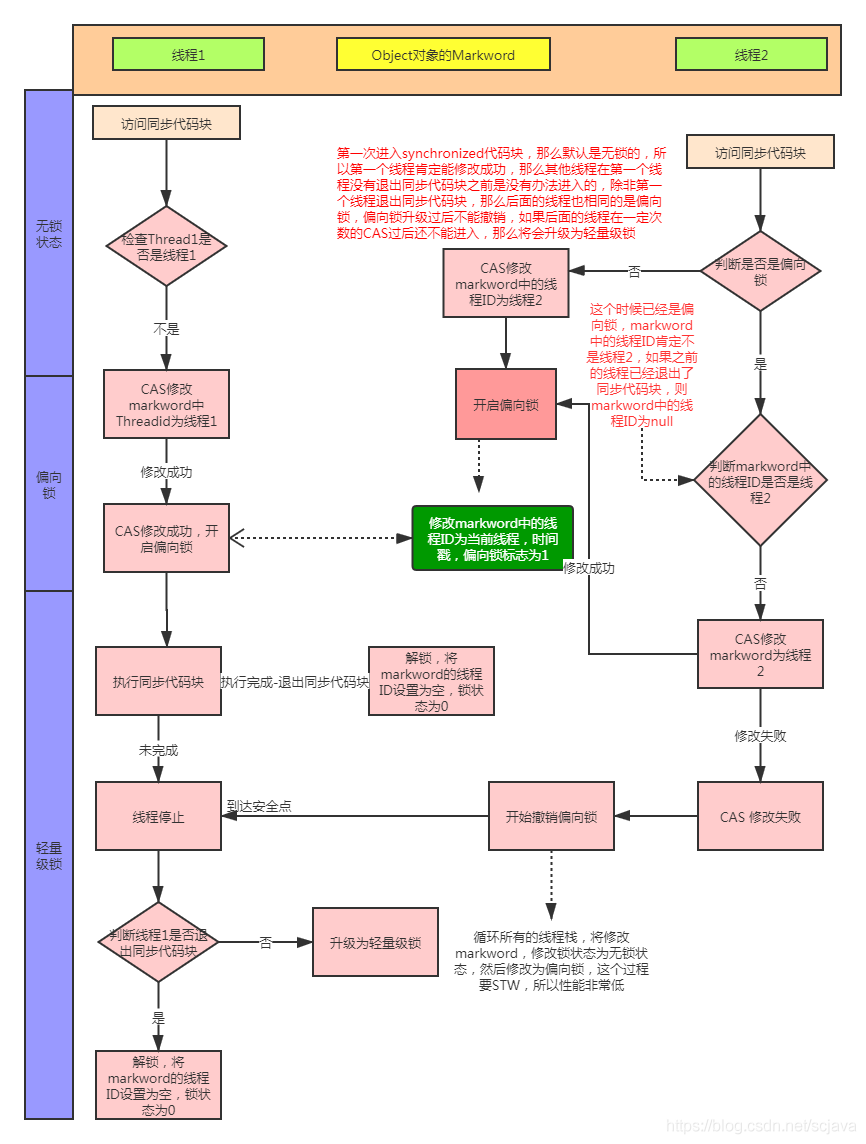 线程1
Object对象的Markword
线程2
无锁
状态
偏向
锁
轻量
级锁
访问同步代码块
检查Thread1是
否是线程1
不是
CAS修改
markword中
Threadid为线程1
修改成功
CAS修改成功，开
启偏向锁
执行同步代码块
执行完成-退出同步代码块
解锁，将
markword的线程
ID设置为空，锁状
态为0
未完成
线程停止
到达安全点
判断线程1是否退
出同步代码块
否
升级为轻量级锁
是
解锁，将
markword的线程
ID设置为空，锁状
态为0
第一次进入synchronized代码块，那么默认是无锁的，所
以第一个线程肯定能修改成功，那么其他线程在第一个线
程没有退出同步代码块之前是没有办法进入的，除非第一
个线程退出同步代码块，那么后面的线程也相同的是偏向
锁，偏向锁升级过后不能撤销，如果后面的线程在一定次
数的CAS过后还不能进入，那么将会升级为轻量级锁
CAS修改
markword中的线
程ID为线程2
开启偏向锁
修改markword中的线
程ID为当前线程，时间
戳，偏向锁标志为1
这个时候已经是偏
向锁，markword
中的线程ID肯定不
是线程2，如果之前
的线程已经退出了
同步代码块，则
markword中的线
程ID为null
访问同步代码块
判断是否是偏向
锁
否
是
判断markword中
的线程ID是否是线
程2
否
CAS修改
markword为线程
2
修改成功
修改失败
CAS 修改失败
开始撤销偏向锁
循环所有的线程栈，将修改
markword，修改锁状态为无锁状
态，然后修改为偏向锁，这个过程
要STW，所以性能非常低
https://blog.csdn.net/scjava